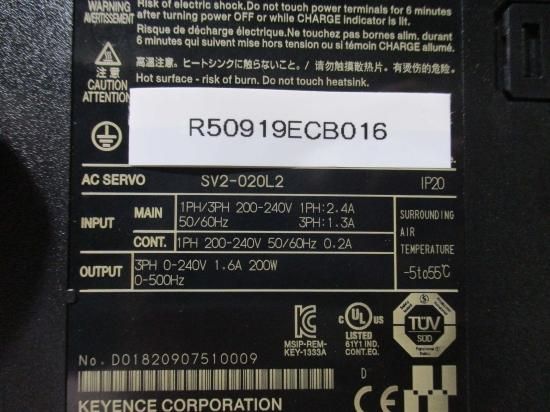 WARNING
AVERTISSEMENT
Risk of electric shock.Do not touch power terminals for 6 minutes
after turning power OFF or while CHARGE indicator is lit.
Risque de décharge électrique.Ne touchez pas bornes alim. durant
6 minutes qui suivent mise hors tension ou si témoin CHARGE allumé.
注意
CAUTION
ATTENTION
高温注意。ヒートシンクに触らないこと。/ 请勿触摸散热片。有烫伤的危险。
Hot surface - risk of burn. Do not touch heatsink.
R50919ECB016
AC SERVO SV2-020L2 IP20
INPUT MAIN 1PH/3PH 200-240V 1PH:2.4A
50/60Hz 3PH:1.3A
CONT. 1PH 200-240V 50/60Hz 0.2A
SURROUNDING
AIR
TEMPERATURE
-5to55℃
OUTPUT 3PH 0-240V 1.6A 200W
0-500Hz
MSIP-REM-
KEY-1333A
C UL US
LISTED
61Y1 IND.
CONT.EQ.
TÜV
SÜD
No. D01820907510009
D
CE
KEYENCE CORPORATION